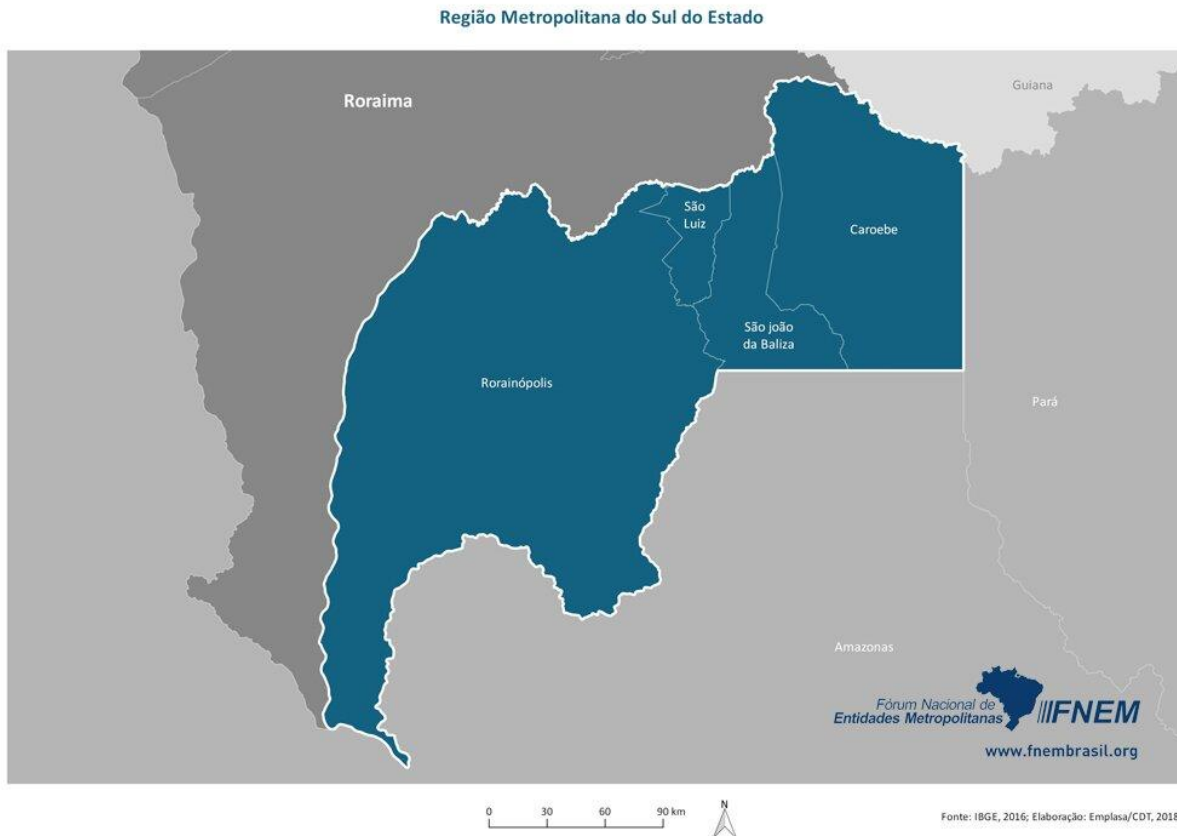 Região Metropolitana do Sul do Estado
Guiana
Roraima
São
Luiz
Caroebe
São joão
da Baliza
Rorainópolis
Pará
Amazonas
Fórum Nacional de
Entidades Metropolitanas
FNEM
www.fnembrasil.org
0 30 60 90 km
N
Fonte: IBGE, 2016; Elaboração: Emplasa/CDT, 2018